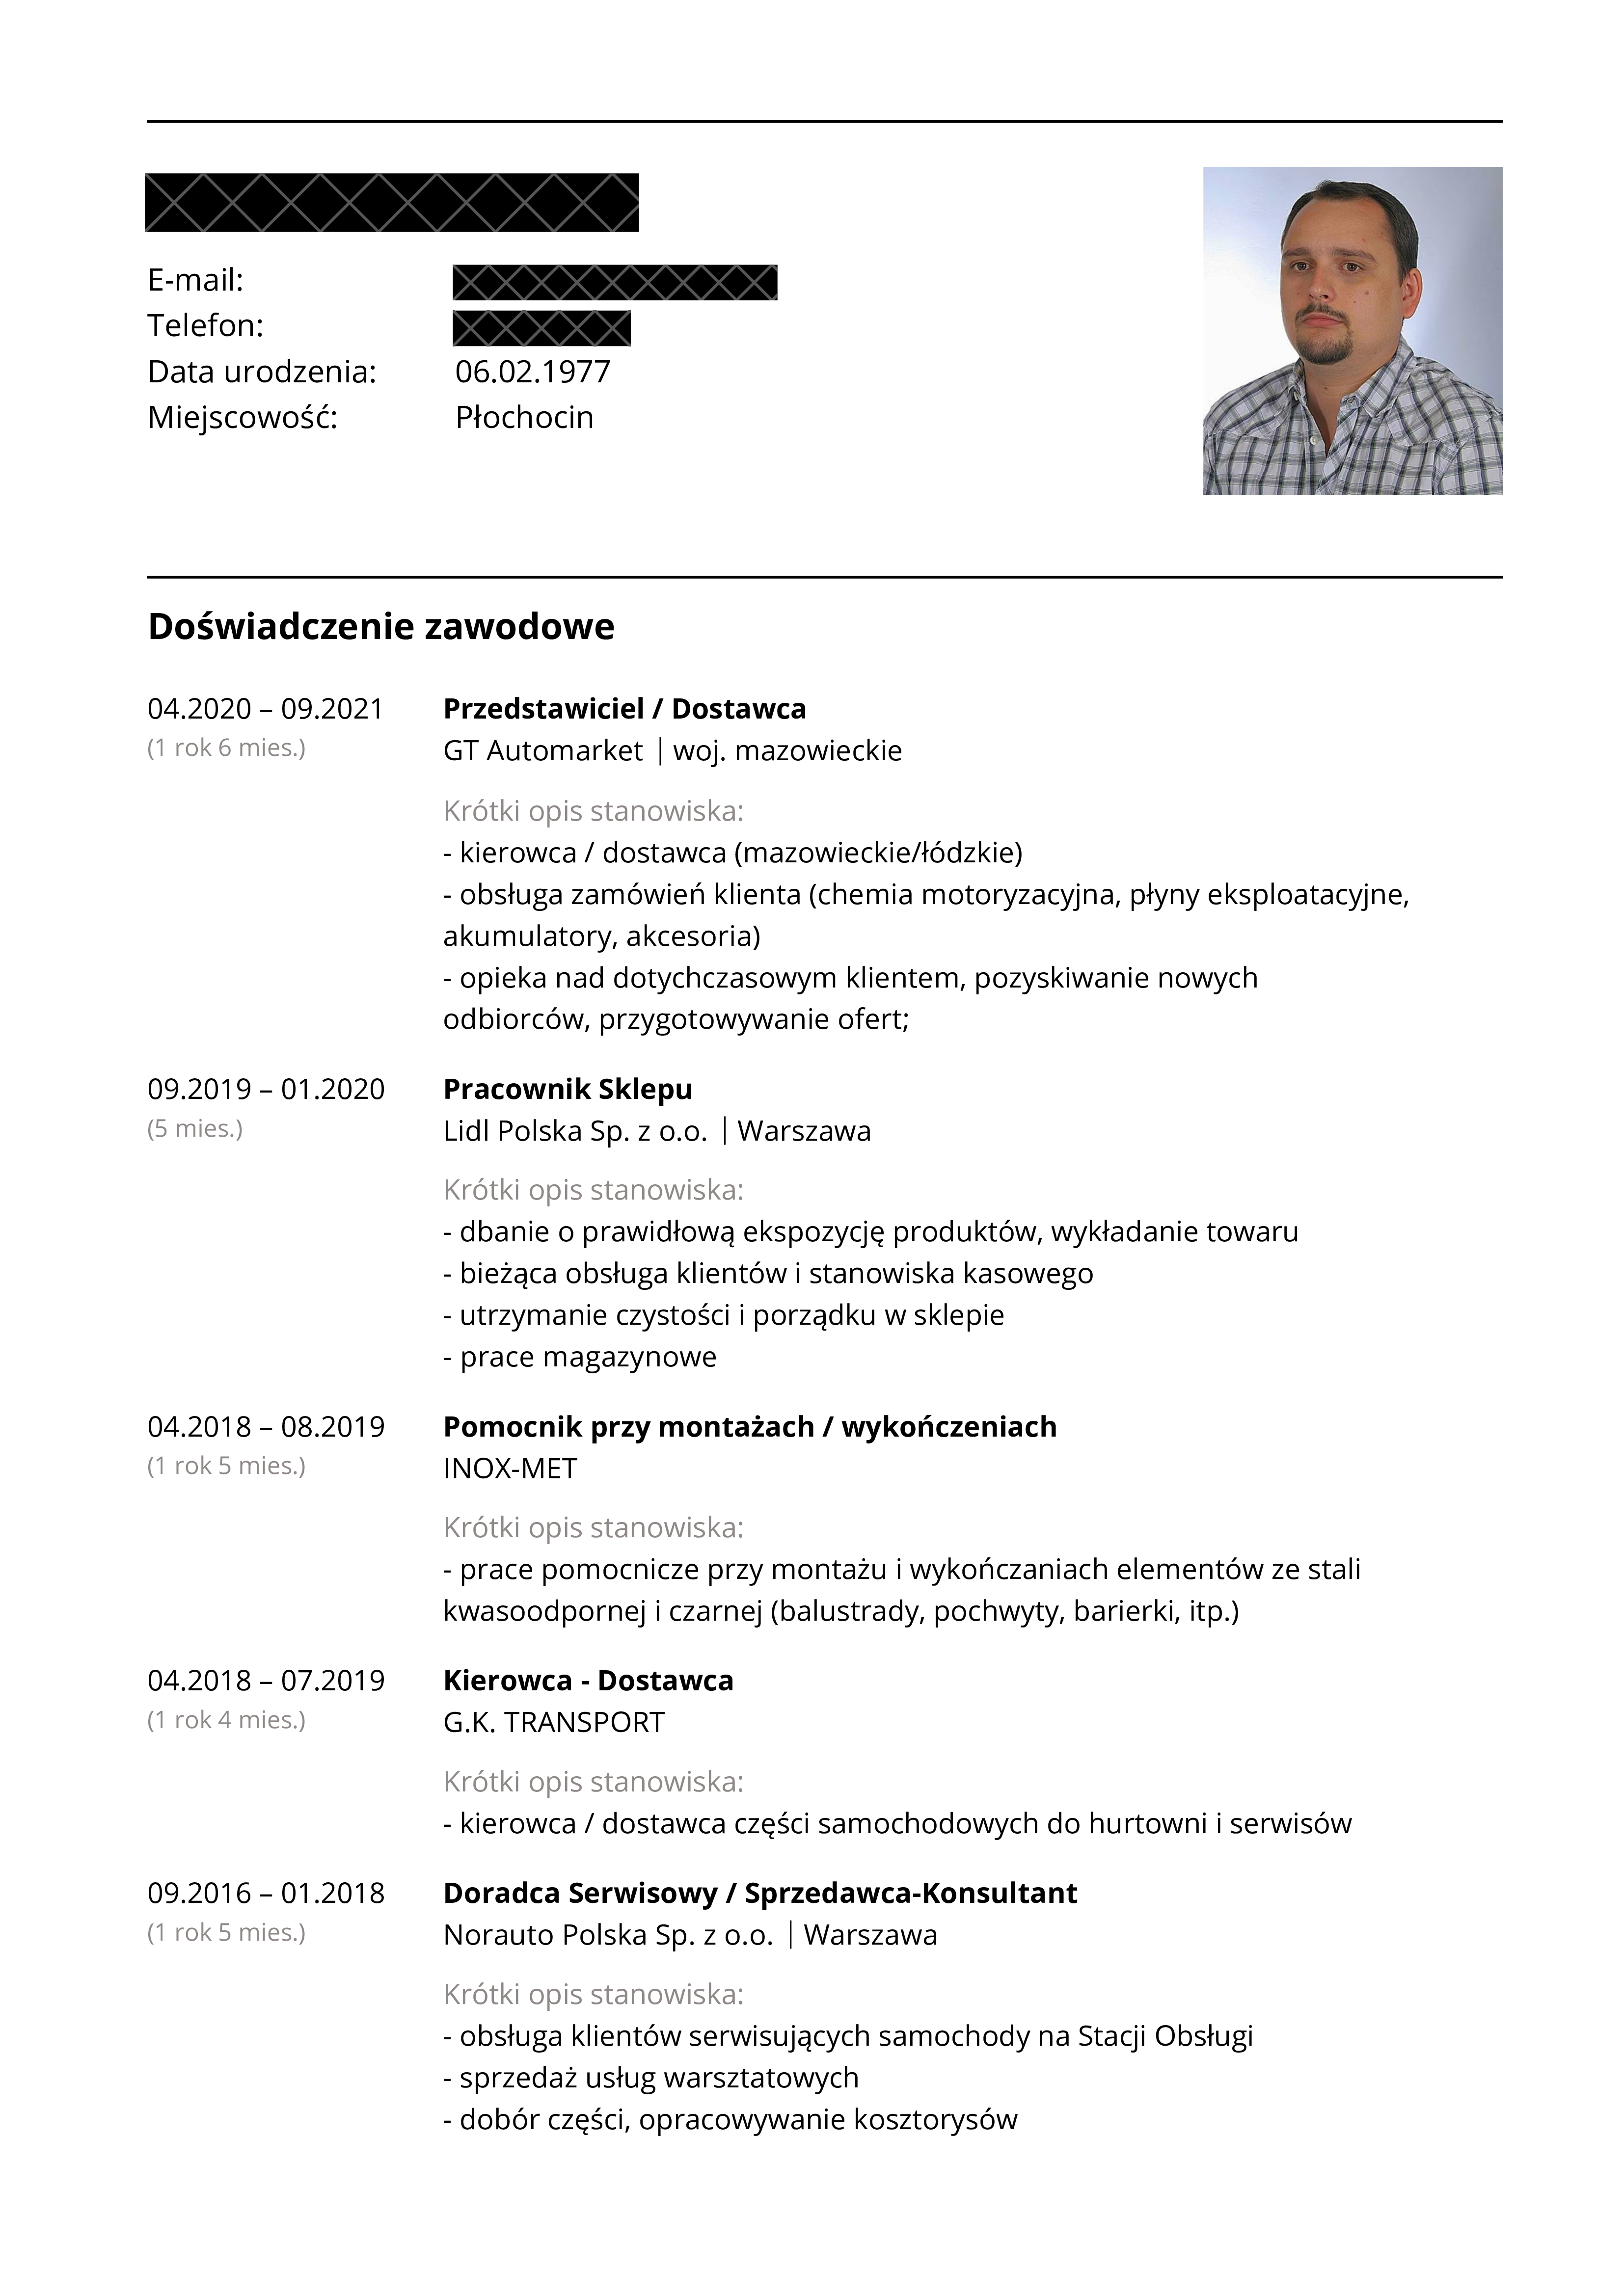 E-mail:
Telefon:
Data urodzenia: 06.02.1977
Miejscowość: Płochocin
Doświadczenie zawodowe
04.2020 – 09.2021 Przedstawiciel / Dostawca
(1 rok 6 mies.) GT Automarket | woj. mazowieckie
Krótki opis stanowiska:
- kierowca / dostawca (mazowieckie/łódzkie)
- obsługa zamówień klienta (chemia motoryzacyjna, płyny eksploatacyjne,
akumulatory, akcesoria)
- opieka nad dotychczasowym klientem, pozyskiwanie nowych
odbiorców, przygotowywanie ofert;
09.2019 – 01.2020 Pracownik Sklepu
(5 mies.) Lidl Polska Sp. z o.o. | Warszawa
Krótki opis stanowiska:
- dbanie o prawidłową ekspozycję produktów, wykładanie towaru
- bieżąca obsługa klientów i stanowiska kasowego
- utrzymanie czystości i porządku w sklepie
- prace magazynowe
04.2018 – 08.2019 Pomocnik przy montażach / wykończeniach
(1 rok 5 mies.) INOX-MET
Krótki opis stanowiska:
- prace pomocnicze przy montażu i wykończaniach elementów ze stali
kwasoodpornej i czarnej (balustrady, pochwyty, barierki, itp.)
04.2018 – 07.2019 Kierowca - Dostawca
(1 rok 4 mies.) G.K. TRANSPORT
Krótki opis stanowiska:
- kierowca / dostawca części samochodowych do hurtowni i serwisów
09.2016 – 01.2018 Doradca Serwisowy / Sprzedawca-Konsultant
(1 rok 5 mies.) Norauto Polska Sp. z o.o. | Warszawa
Krótki opis stanowiska:
- obsługa klientów serwisujących samochody na Stacji Obsługi
- sprzedaż usług warsztatowych
- dobór części, opracowywanie kosztorysów